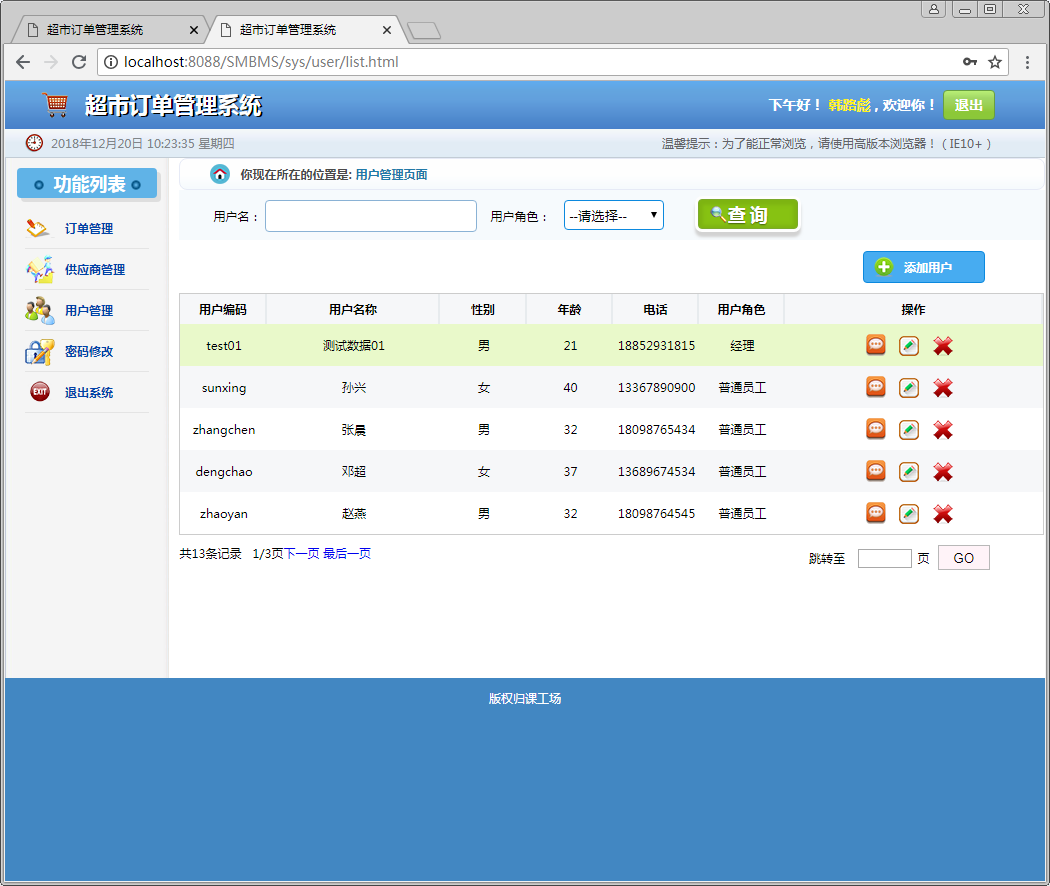 超市订单管理系统 超市订单管理系统
localhost:8088/SMBMS/sys/user/list.html
超市订单管理系统 下午好！ 韩路彪 , 欢迎你！ 退出
2018年12月20日 10:23:35 星期四 温馨提示：为了能正常浏览，请使用高版本浏览器！（IE10+）
功能列表
订单管理
供应商管理
用户管理
密码修改
EXIT 退出系统
你现在所在的位置是: 用户管理页面
用户名： 用户角色： --请选择-- 查询
添加用户
用户编码 用户名称 性别 年龄 电话 用户角色 操作
test01 测试数据01 男 21 18852931815 经理
sunxing 孙兴 女 40 13367890900 普通员工
zhangchen 张晨 男 32 18098765434 普通员工
dengchao 邓超 女 37 13689674534 普通员工
zhaoyan 赵燕 男 32 18098764545 普通员工
共13条记录 1/3页下一页 最后一页 跳转至 页 GO
版权归课工场